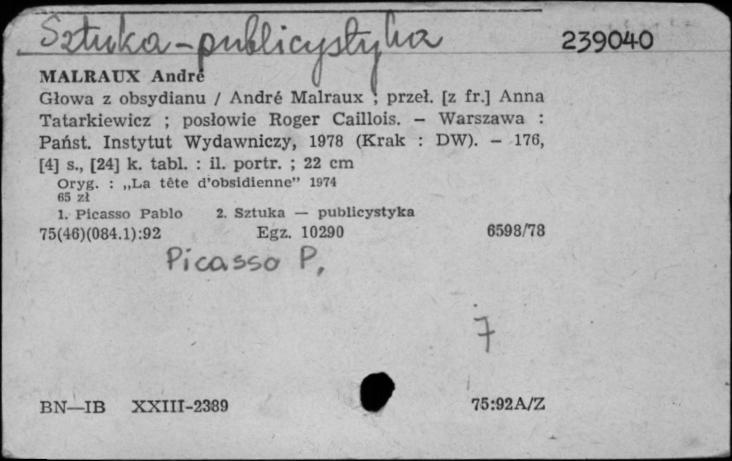 Sztuka - publicystyka 239040
MALRAUX André
Głowa z obsydianu / André Malraux ; przeł. [z fr.] Anna
Tatarkiewicz ; posłowie Roger Caillois. – Warszawa :
Państ. Instytut Wydawniczy, 1978 (Krak : DW). – 176,
[4] s., [24] k. tabl. : il. portr. ; 22 cm
Oryg. : „La tête d'obsidienne” 1974
65 zł
1. Picasso Pablo 2. Sztuka — publicystyka
75(46)(084.1):92 Egz. 10290 6598/78
Picasso P.
7
BN—IB XXIII-2389 75:92A/Z